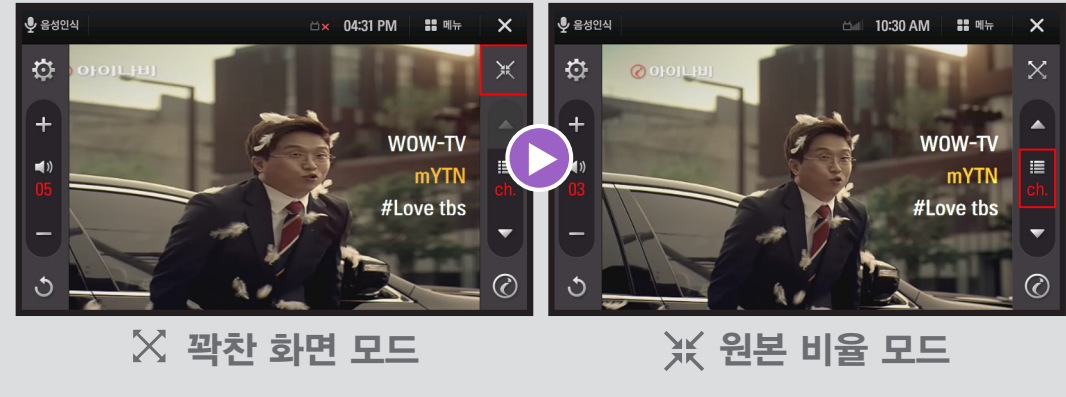 음성인식
04:31 PM
메뉴
아이나비
WOW-TV
mYTN
#Love tbs
05
ch.
꽉찬 화면 모드
음성인식
10:30 AM
메뉴
아이나비
WOW-TV
mYTN
#Love tbs
03
ch.
원본 비율 모드